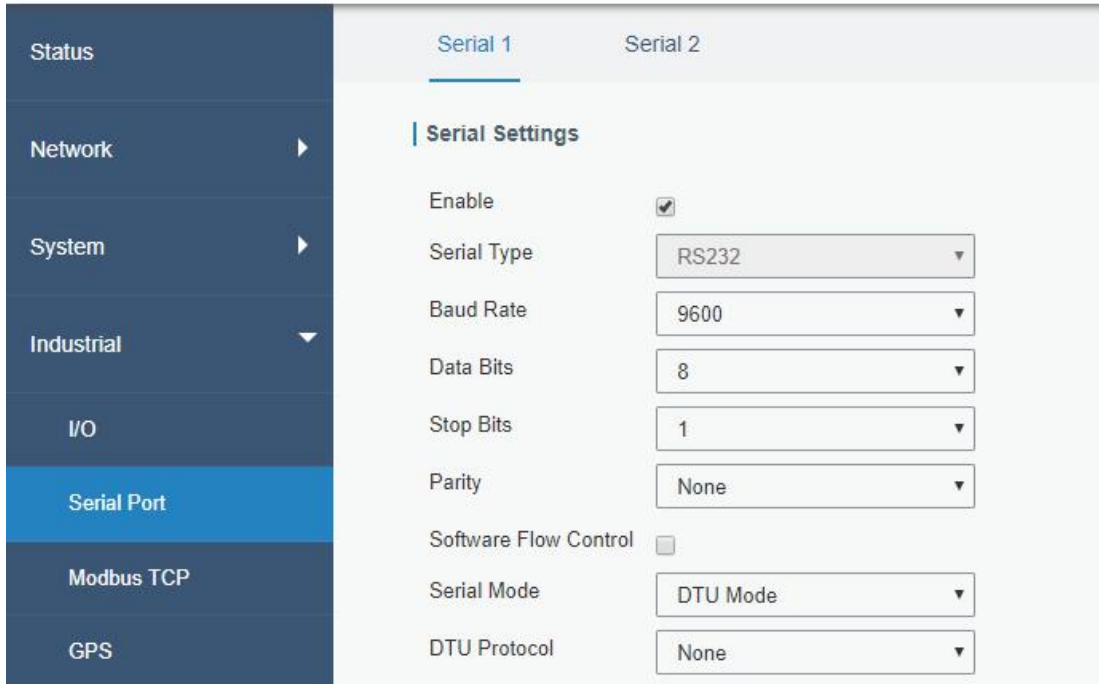 Status
Network
System
Industrial
I/O
Serial Port
Modbus TCP
GPS
Serial 1 Serial 2
Serial Settings
Enable
Serial Type RS232
Baud Rate 9600
Data Bits 8
Stop Bits 1
Parity None
Software Flow Control
Serial Mode DTU Mode
DTU Protocol None